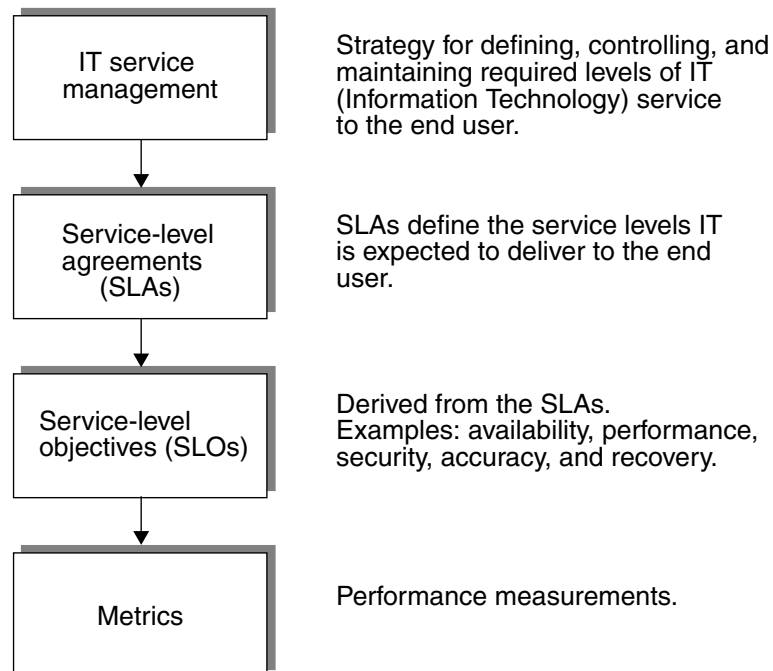 IT service
management
Strategy for defining, controlling, and
maintaining required levels of IT
(Information Technology) service
to the end user.
Service-level
agreements
(SLAs)
SLAs define the service levels IT
is expected to deliver to the end
user.
Service-level
objectives (SLOs)
Derived from the SLAs.
Examples: availability, performance,
security, accuracy, and recovery.
Metrics
Performance measurements.